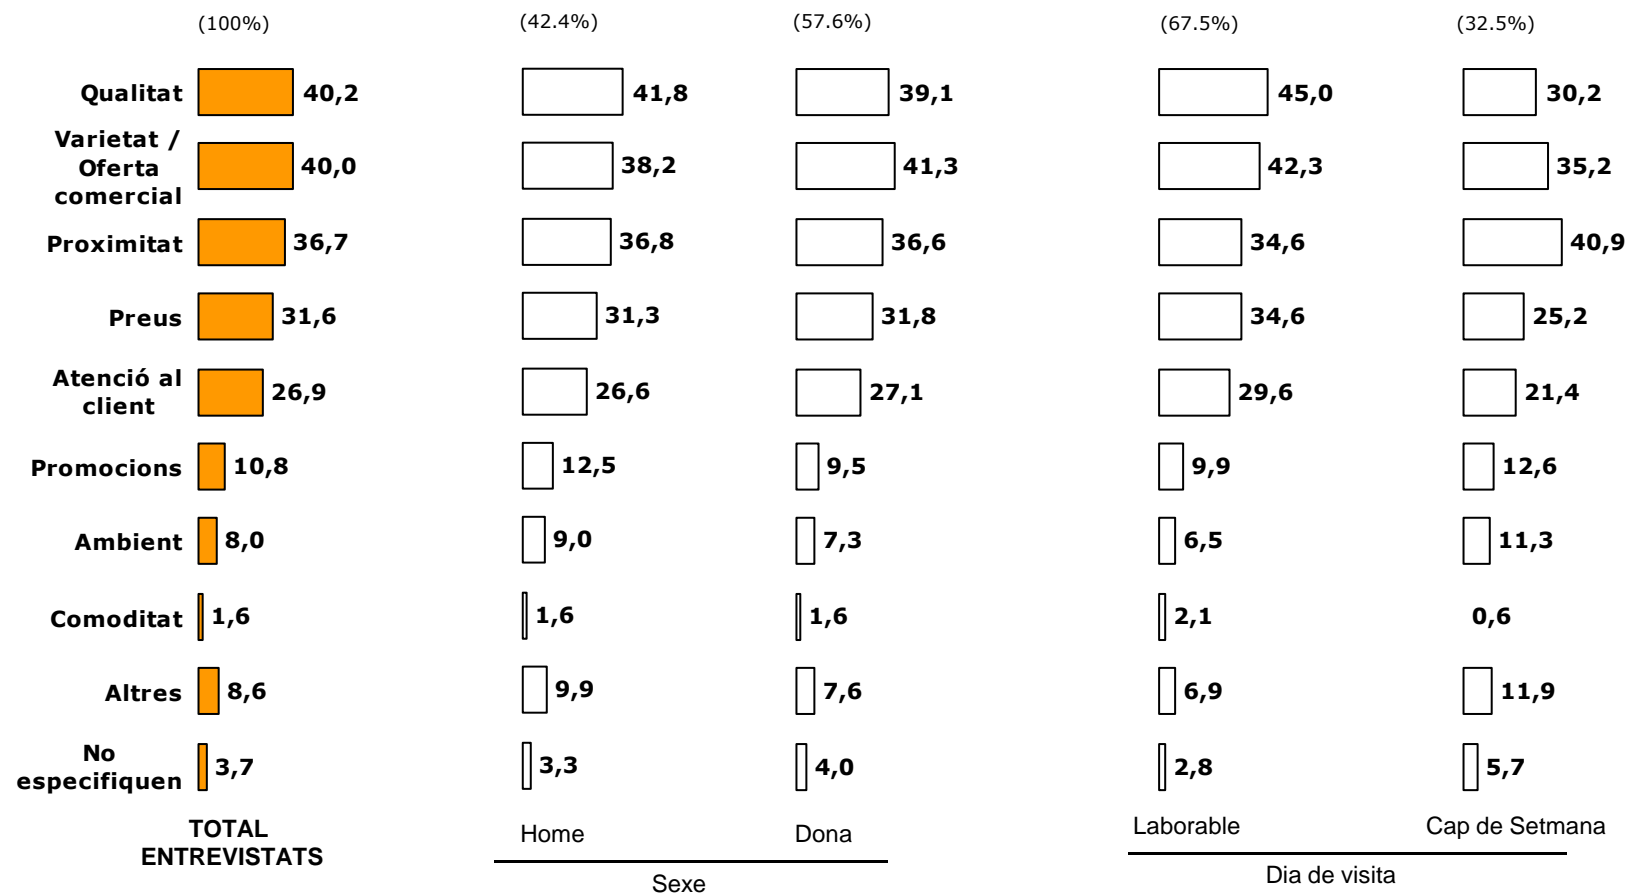 (100%) (42.4%) (57.6%) (67.5%) (32.5%)
Qualitat 40,2 41,8 39,1 45,0 30,2
Varietat /
Oferta
comercial 40,0 38,2 41,3 42,3 35,2
Proximitat 36,7 36,8 36,6 34,6 40,9
Preus 31,6 31,3 31,8 34,6 25,2
Atenció al
client 26,9 26,6 27,1 29,6 21,4
Promocions 10,8 12,5 9,5 9,9 12,6
Ambient 8,0 9,0 7,3 6,5 11,3
Comoditat 1,6 1,6 1,6 2,1 0,6
Altres 8,6 9,9 7,6 6,9 11,9
No
especifiquen 3,7 3,3 4,0 2,8 5,7
TOTAL
ENTREVISTATS
Home Dona Laborable Cap de Setmana
Sexe Dia de visita